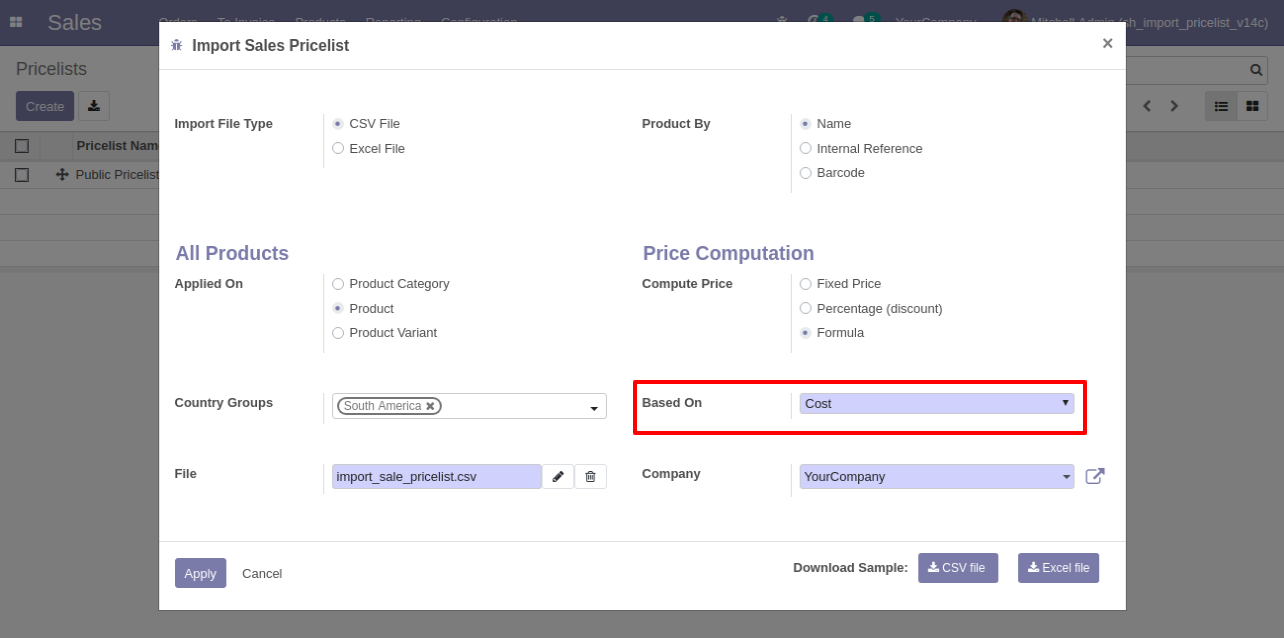 Sales Orders To Invoice Products Reporting Configuration 4 5 YourCompany Mitchell Admin (sh_import_pricelist_v14c)
Import Sales Pricelist ×
Pricelists
Create
Pricelist Nam
Public Pricelist
Import File Type CSV File Product By Name
Excel File Internal Reference
Barcode
All Products Price Computation
Applied On Product Category Compute Price Fixed Price
Product Percentage (discount)
Product Variant Formula
Country Groups South America Based On Cost
File import_sale_pricelist.csv Company YourCompany
Apply Cancel Download Sample: CSV file Excel file